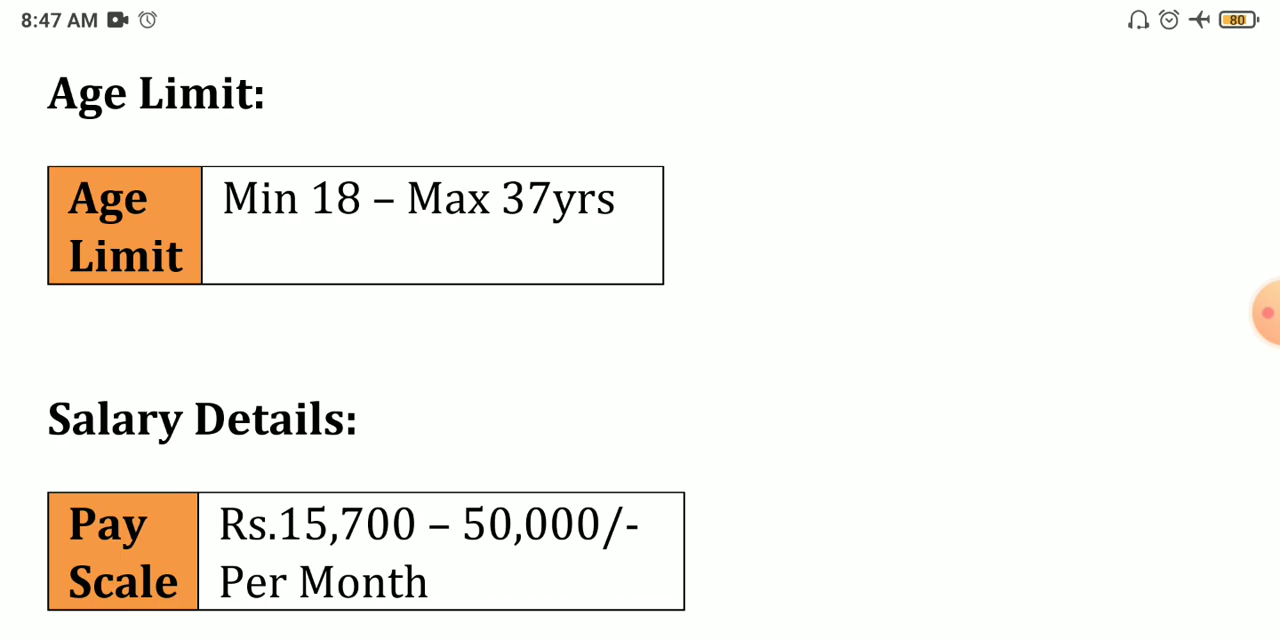 8:47 AM
80
Age Limit:
Age Limit
Min 18 – Max 37yrs
Salary Details:
Pay Scale
Rs.15,700 – 50,000/-
Per Month